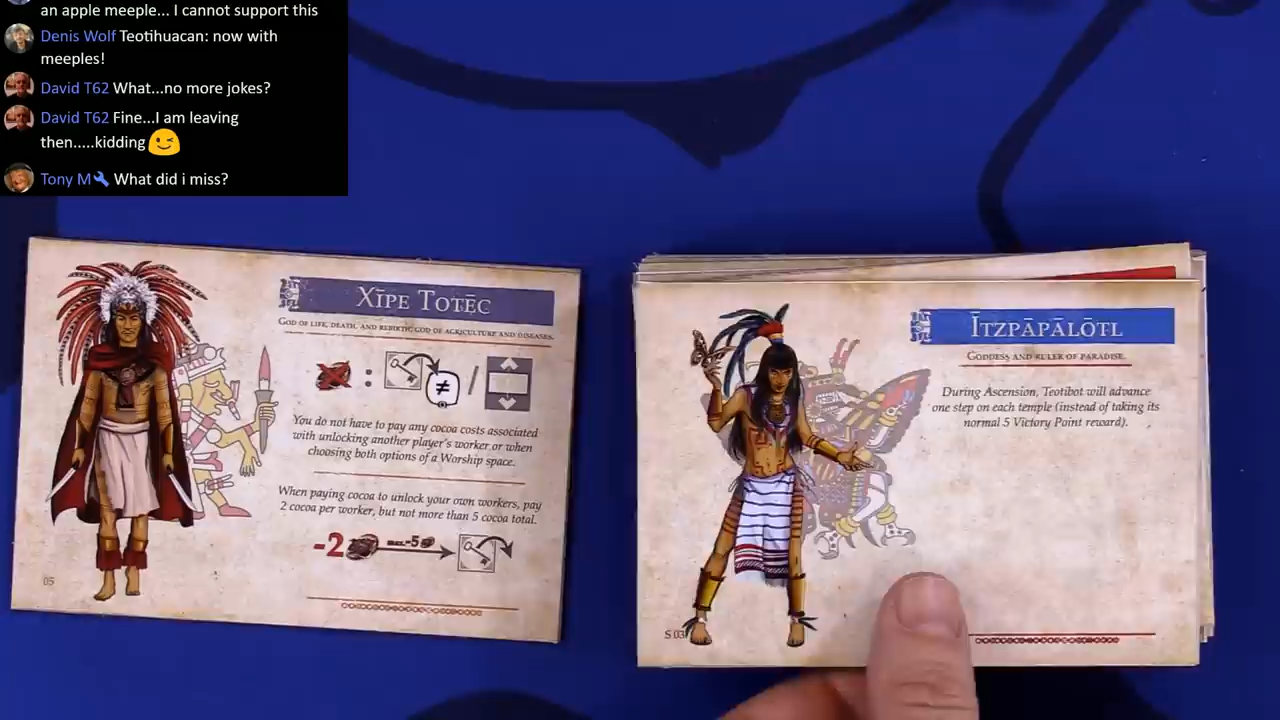 an apple meeple... I cannot support this
Denis Wolf Teotihuacan: now with
meeples!
David T62 What...no more jokes?
David T62 Fine...I am leaving
then.....kidding
Tony M What did i miss?
Xīpe Totēc
God of life, death, and rebirth; god of agriculture and diseases.
You do not have to pay any cocoa costs associated
with unlocking another player's worker or when
choosing both options of a Worship space.
When paying cocoa to unlock your own workers, pay
2 cocoa per worker, but not more than 5 cocoa total.
-2 max -5
05
Ītzpāpālōtl
Goddess and ruler of paradise.
During Ascension, Teotibot will advance
one step on each temple (instead of taking its
normal 5 Victory Point reward).
S 03